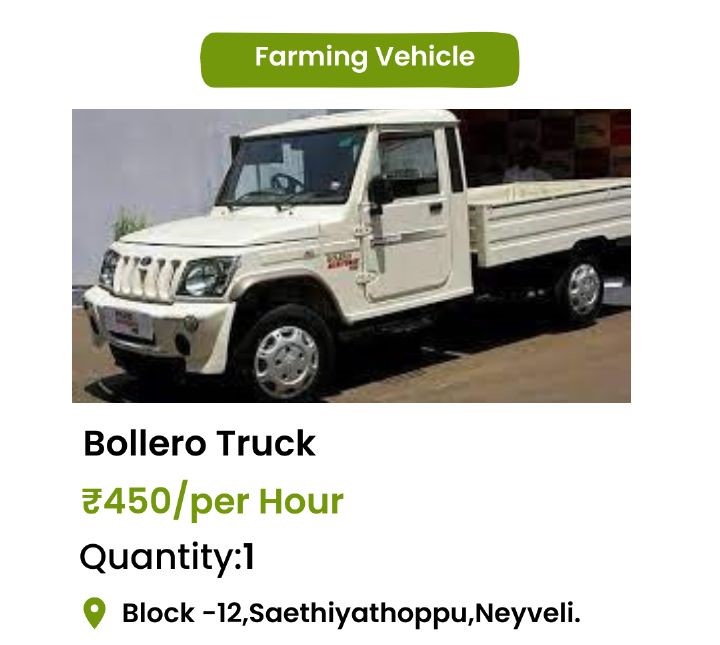 Farming Vehicle
Bollero Truck
₹450/per Hour
Quantity:1
Block -12,Saethiyathoppu,Neyveli.